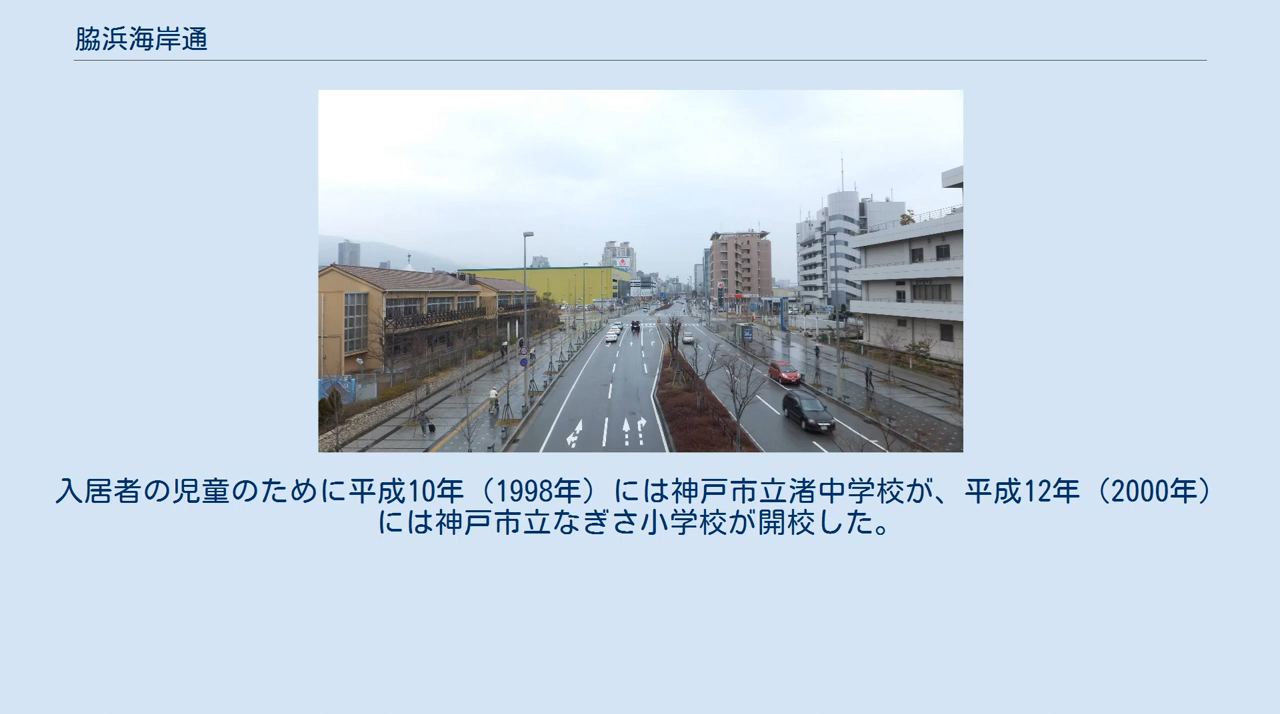 脇浜海岸通
入居者の児童のために平成10年（1998年）には神戸市立渚中学校が、平成12年（2000年）
には神戸市立なぎさ小学校が開校した。